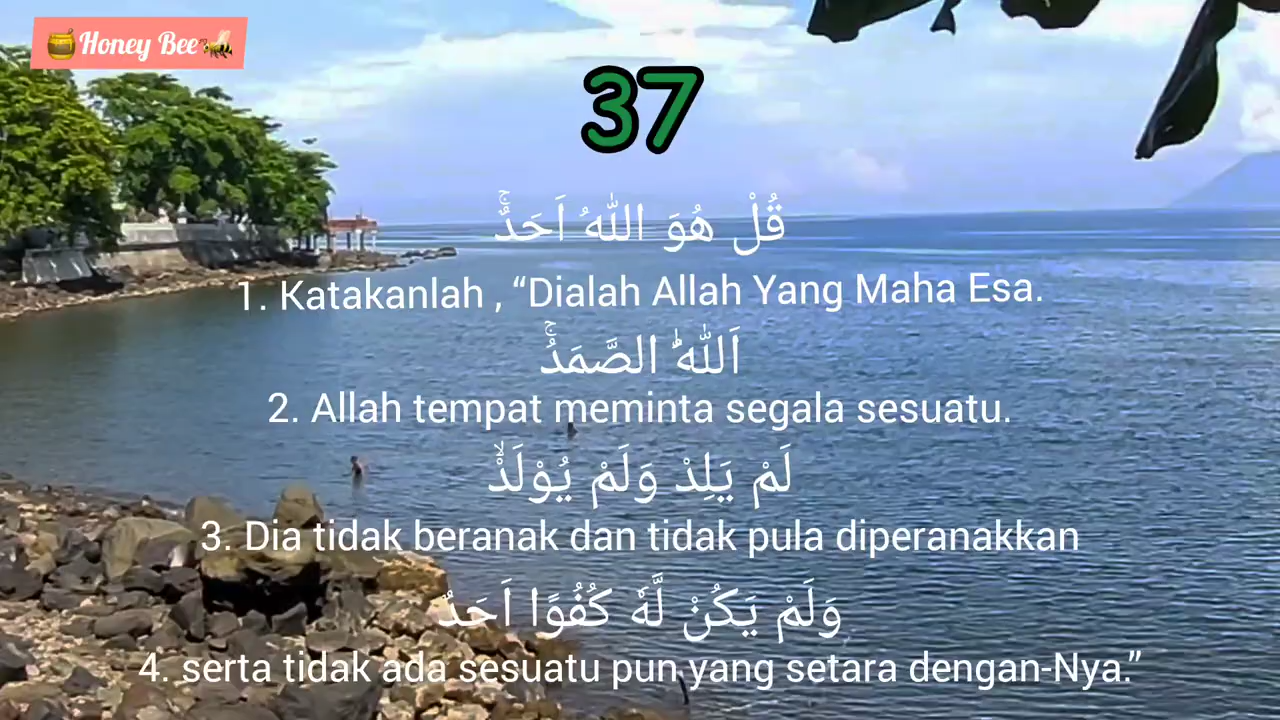 Honey Bee
37
قُلْ هُوَ اللّٰهُ اَحَدٌۚ
1. Katakanlah , “Dialah Allah Yang Maha Esa.
اَللّٰهُ الصَّمَدُۚ
2. Allah tempat meminta segala sesuatu.
لَمْ يَلِدْ وَلَمْ يُوْلَدْۙ
3. Dia tidak beranak dan tidak pula diperanakkan
وَلَمْ يَكُنْ لَّهٗ كُفُوًا اَحَدٌ
4. serta tidak ada sesuatu pun yang setara dengan-Nya.”